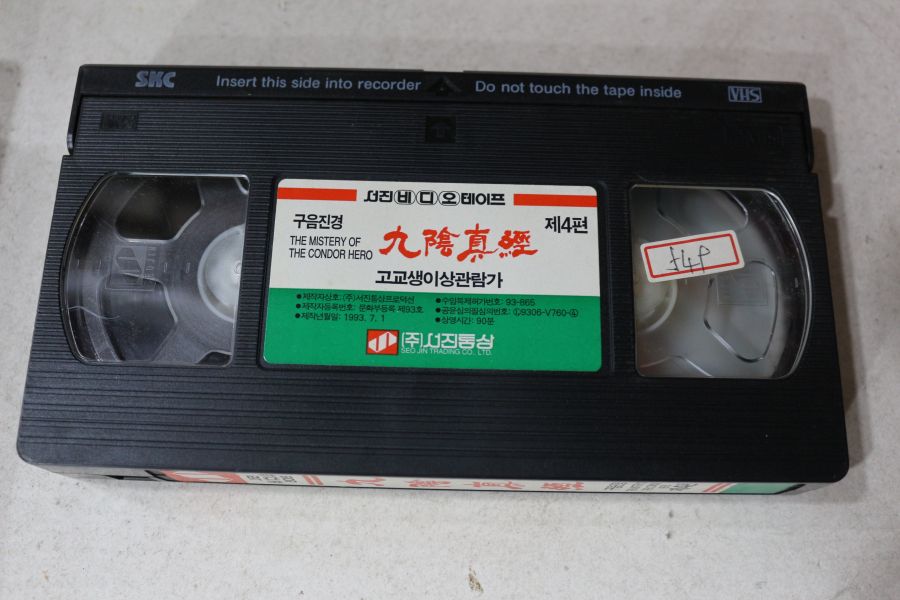 SKC Insert this side into recorder Do not touch the tape inside VHS
서진비디오테이프
구음진경
THE MISTERY OF
THE CONDOR HERO
九陰真經
제4편
고교생이상관람가
●제작자상호: (주)서진통상프로덕션
●제작자등록번호: 문화부등록 제93호
●제작년월일: 1993. 7. 1
●수입복제허가번호: 93-865
●공윤심의필심의번호: ①9306-V760-④
●상영시간: 90분
(주)서진통상
SEO JIN TRADING CO., LTD.